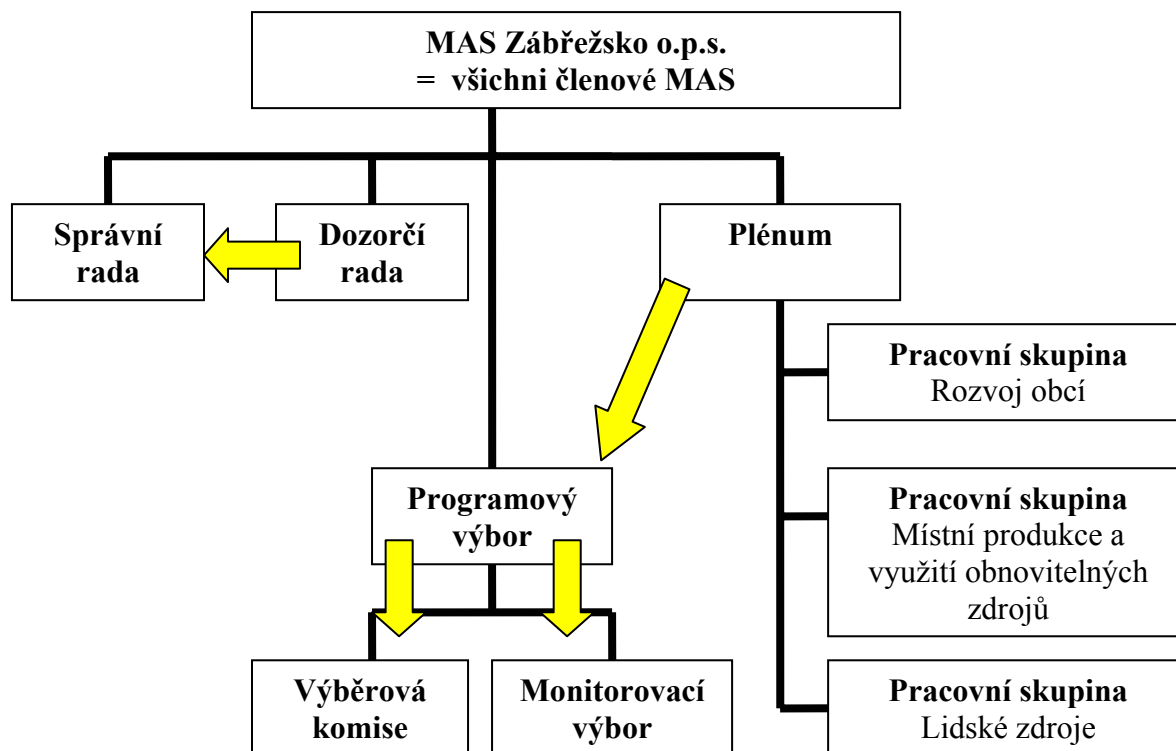 MAS Zábřežsko o.p.s.
= všichni členové MAS
Správní
rada
Dozorčí
rada
Plénum
Pracovní skupina
Rozvoj obcí
Programový
výbor
Pracovní skupina
Místní produkce a
využití obnovitelných
zdrojů
Výběrová
komise
Monitorovací
výbor
Pracovní skupina
Lidské zdroje